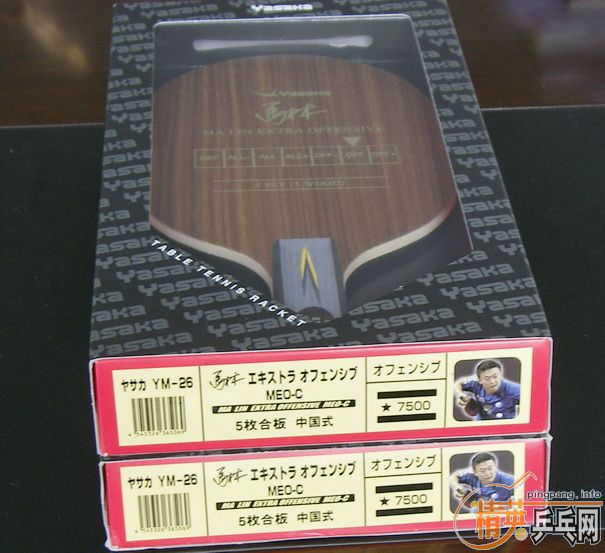 Yasaka
Yasaka
馬林
MA LIN EXTRA OFFENSIVE
DEF ALL- ALL ALL+ OFF- OFF OFF+
5 PLY (5 WOOD)
TABLE TENNIS RACKET
Yasaka
Yasaka
Yasaka
ヤサカ YM-26
馬林 エキストラ オフェンシブ
MEO-C
MA LIN EXTRA OFFENSIVE MEO-C
5枚合板 中国式
オフェンシブ
★ 7500
ヤサカ YM-26
馬林 エキストラ オフェンシブ
MEO-C
MA LIN EXTRA OFFENSIVE MEO-C
5枚合板 中国式
オフェンシブ
★ 7500
pingpang.info
精英乒乓网